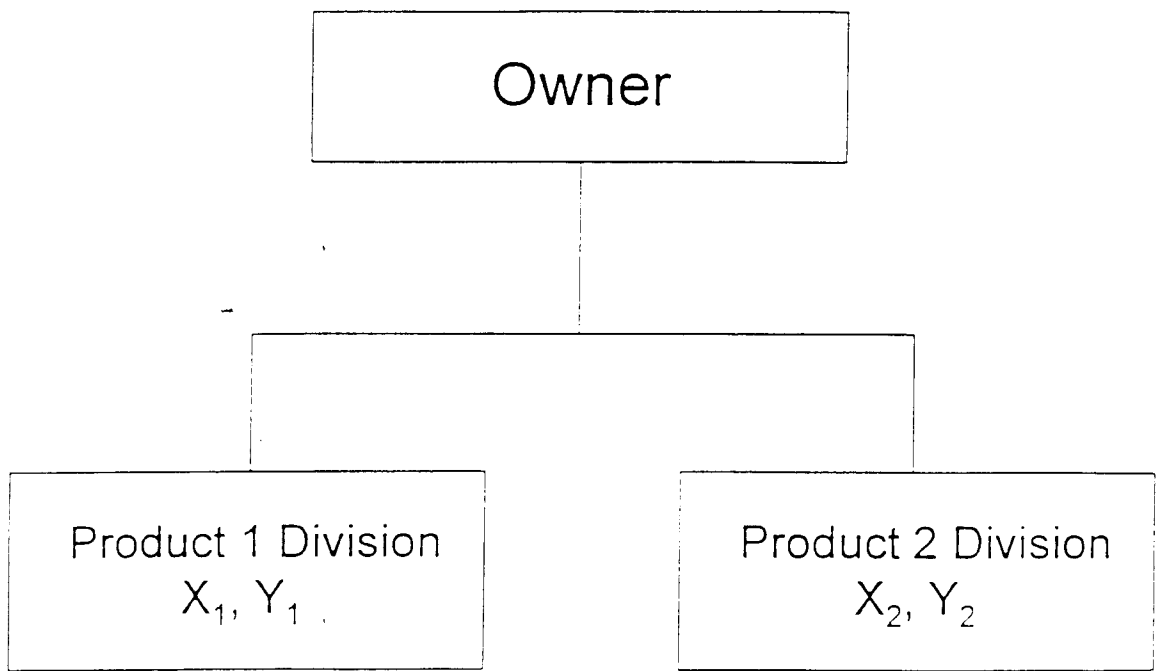 Owner
Product 1 Division
X₁, Y₁
Product 2 Division
X₂, Y₂